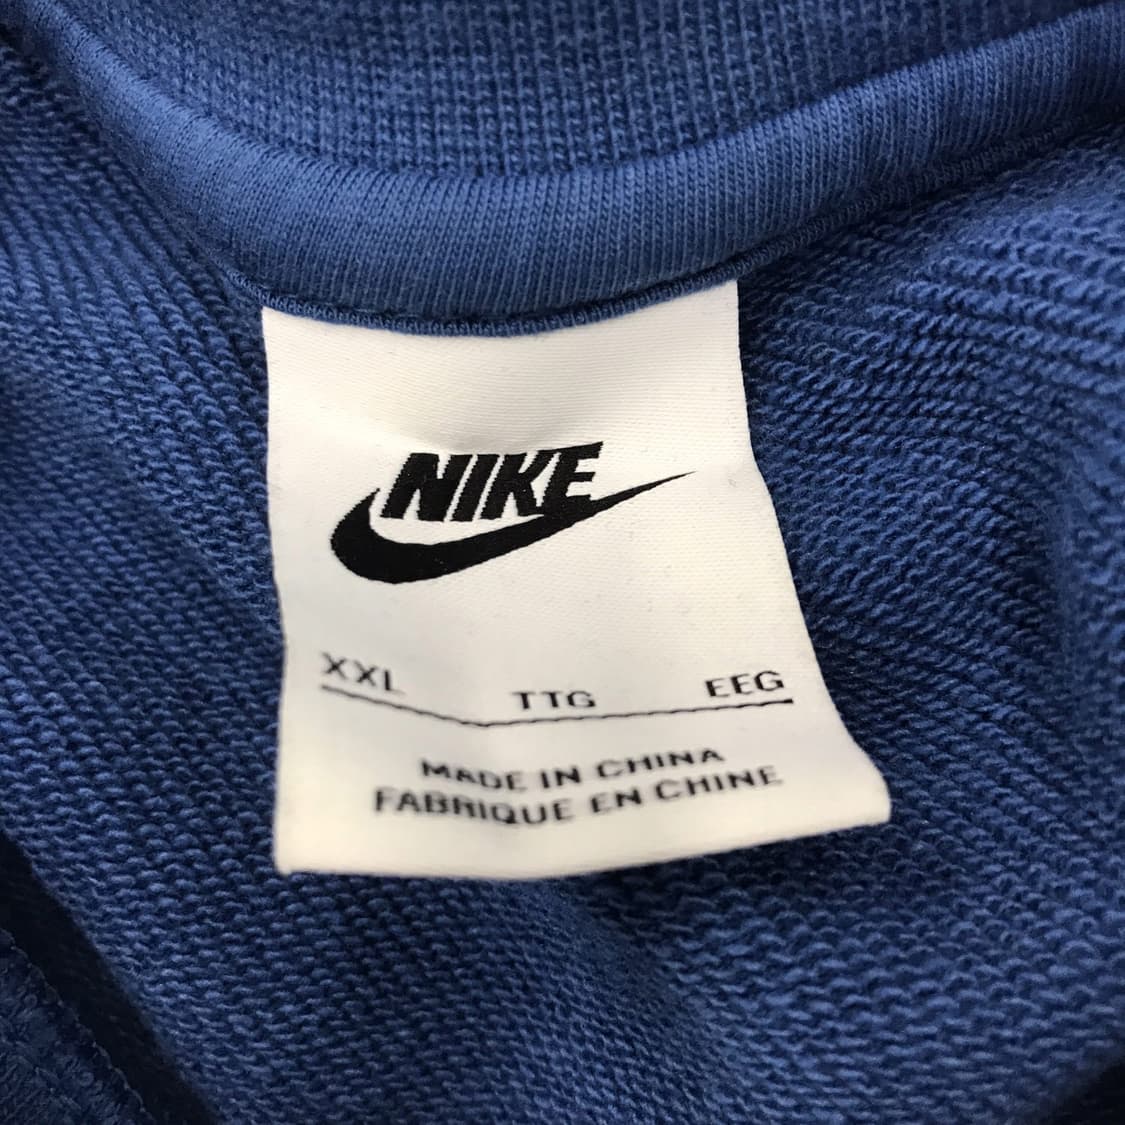 NIKE
XXL TTG EEG
MADE IN CHINA
FABRIQUE EN CHINE